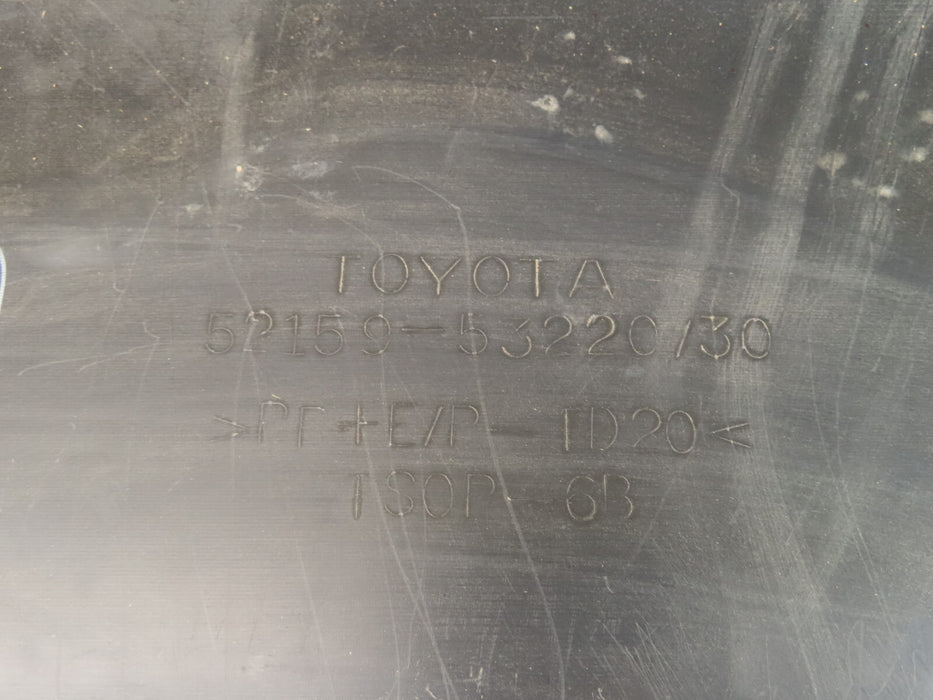 TOYOTA
52159-53220/30
>PP+E/P-TD20<
TSOP-6B